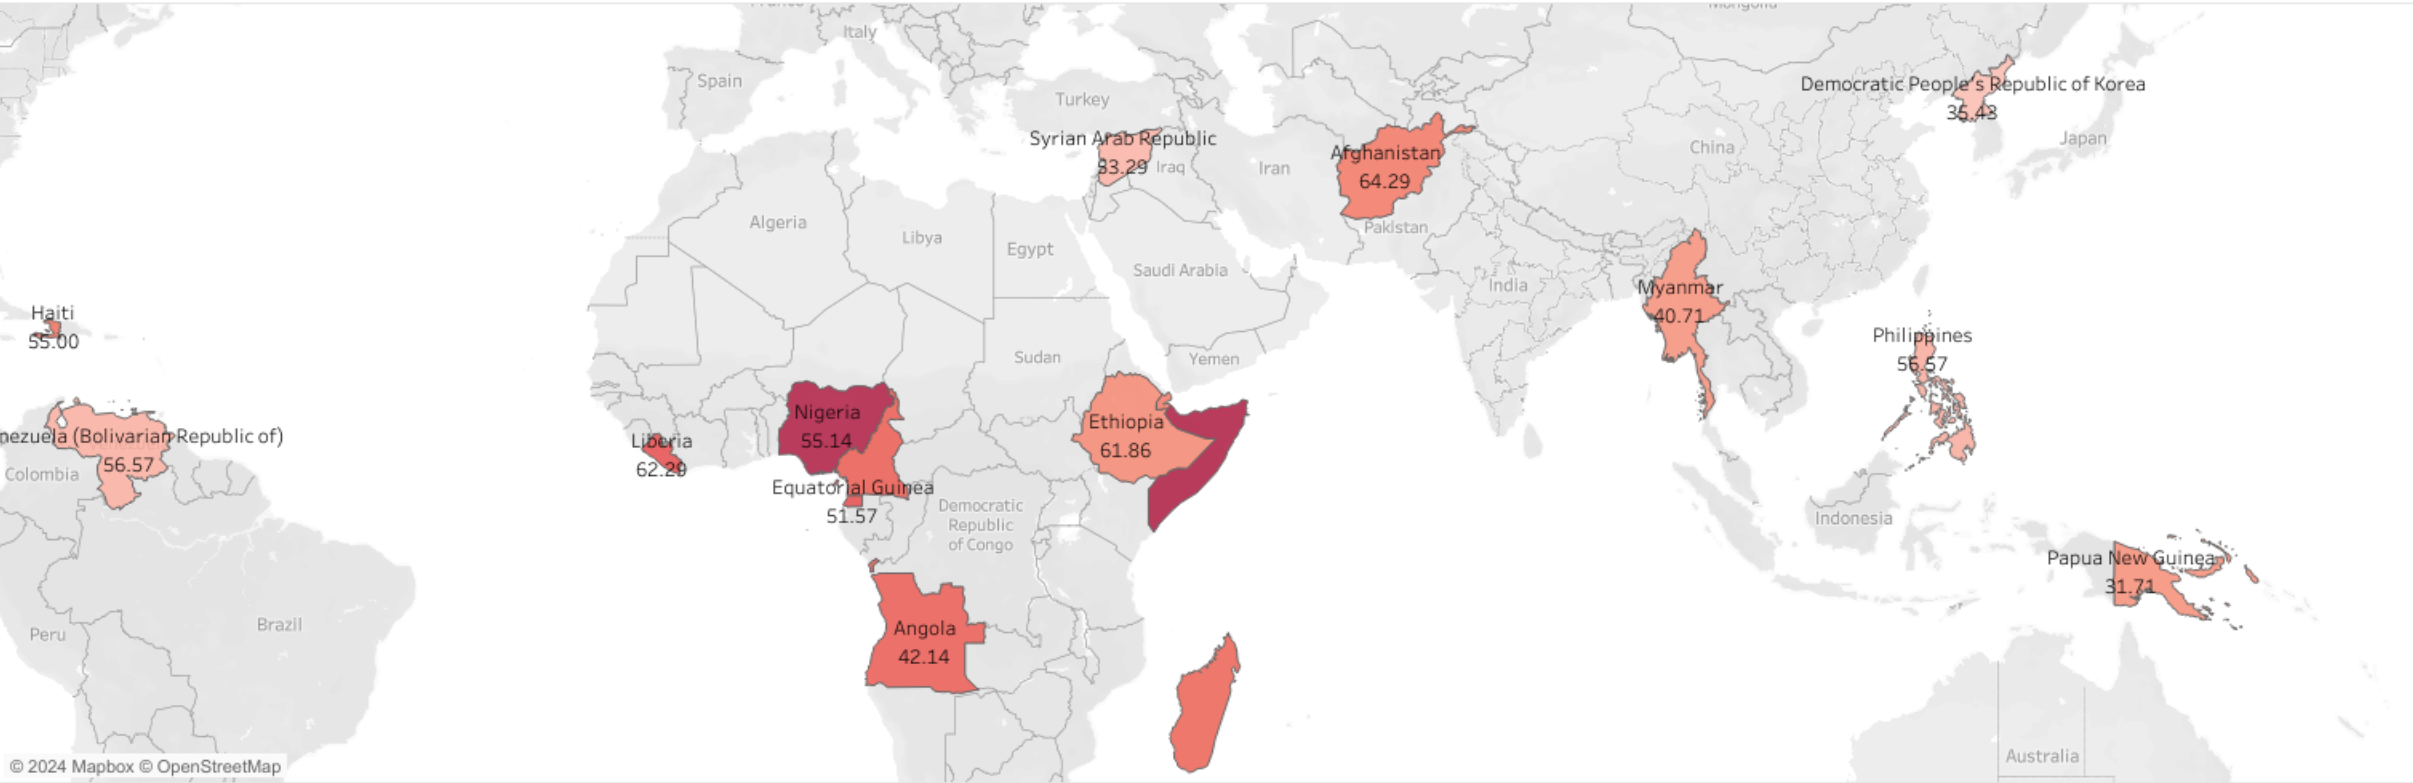 Mongolia
Italy
Spain
Turkey
Democratic People's Republic of Korea
35.43
Japan
Syrian Arab Republic
33.29
Iraq
Iran
Afghanistan
64.29
Pakistan
China
Algeria
Libya
Egypt
Saudi Arabia
India
Myanmar
40.71
Haiti
55.00
Philippines
56.57
Sudan
Yemen
Nigeria
55.14
Ethiopia
61.86
nezuela (Bolivarian Republic of)
56.57
Colombia
Liberia
62.29
Equatorial Guinea
51.57
Democratic
Republic
of Congo
Indonesia
Papua New Guinea
31.71
Angola
42.14
Brazil
Peru
Australia
© 2024 Mapbox © OpenStreetMap